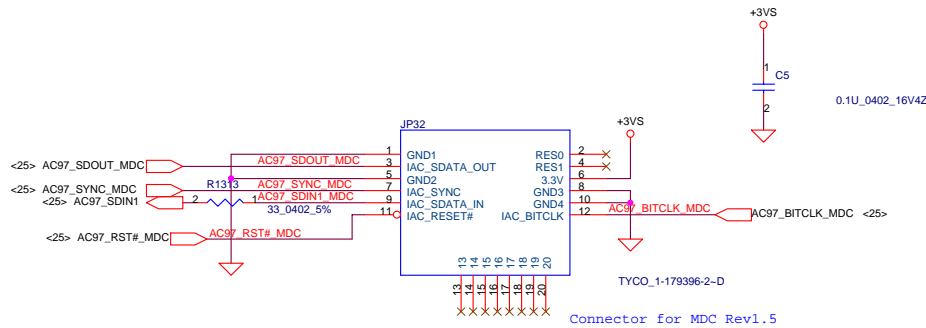 +3VS
1
C5
2
0.1U_0402_16V4Z
JP32
+3VS
1 GND1 RES0 2
<25> AC97_SDOUT_MDC AC97_SDOUT_MDC 3 IAC_SDATA_OUT RES1 4
5 GND2 3.3V 6
<25> AC97_SYNC_MDC AC97_SYNC_MDC 7 IAC_SYNC GND3 8
<25> AC97_SDIN1 2 R1313 1 AC97_SDIN1_MDC 9 IAC_SDATA_IN GND4 10
33_0402_5% 11 IAC_RESET# IAC_BITCLK 12 AC97_BITCLK_MDC AC97_BITCLK_MDC <25>
<25> AC97_RST#_MDC AC97_RST#_MDC
13 14 15 16 17 18 19 20
13 14 15 16 17 18 19 20
TYCO_1-179396-2~D
Connector for MDC Rev1.5